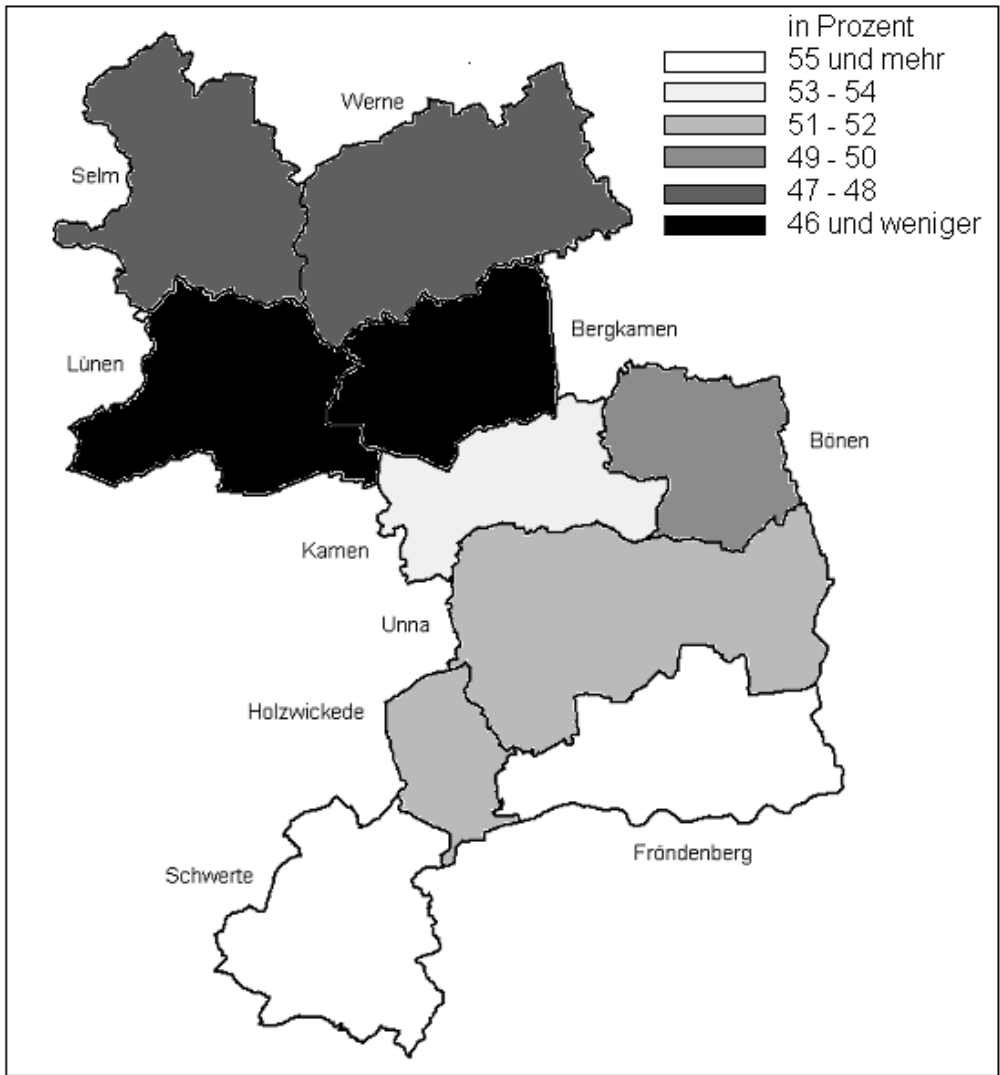 in Prozent
55 und mehr
53 - 54
51 - 52
49 - 50
47 - 48
46 und weniger
Werne
Selm
Bergkamen
Lünen
Bönen
Kamen
Unna
Holzwickede
Fröndenberg
Schwerte